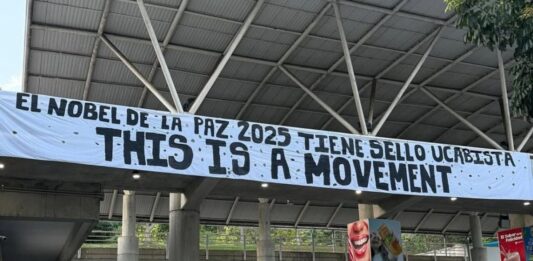 EL NOBEL DE LA PAZ 2025 TIENE SELLO UCABISTA
THIS IS A MOVEMENT